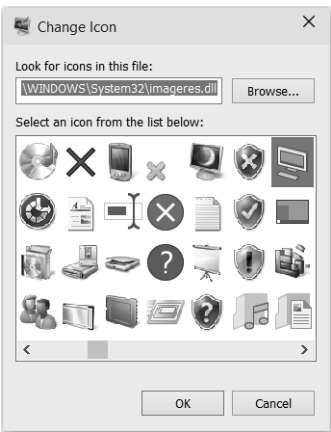 Change Icon
Look for icons in this file:
\WINDOWS\System32\imageres.dll
Browse...
Select an icon from the list below:
OK
Cancel